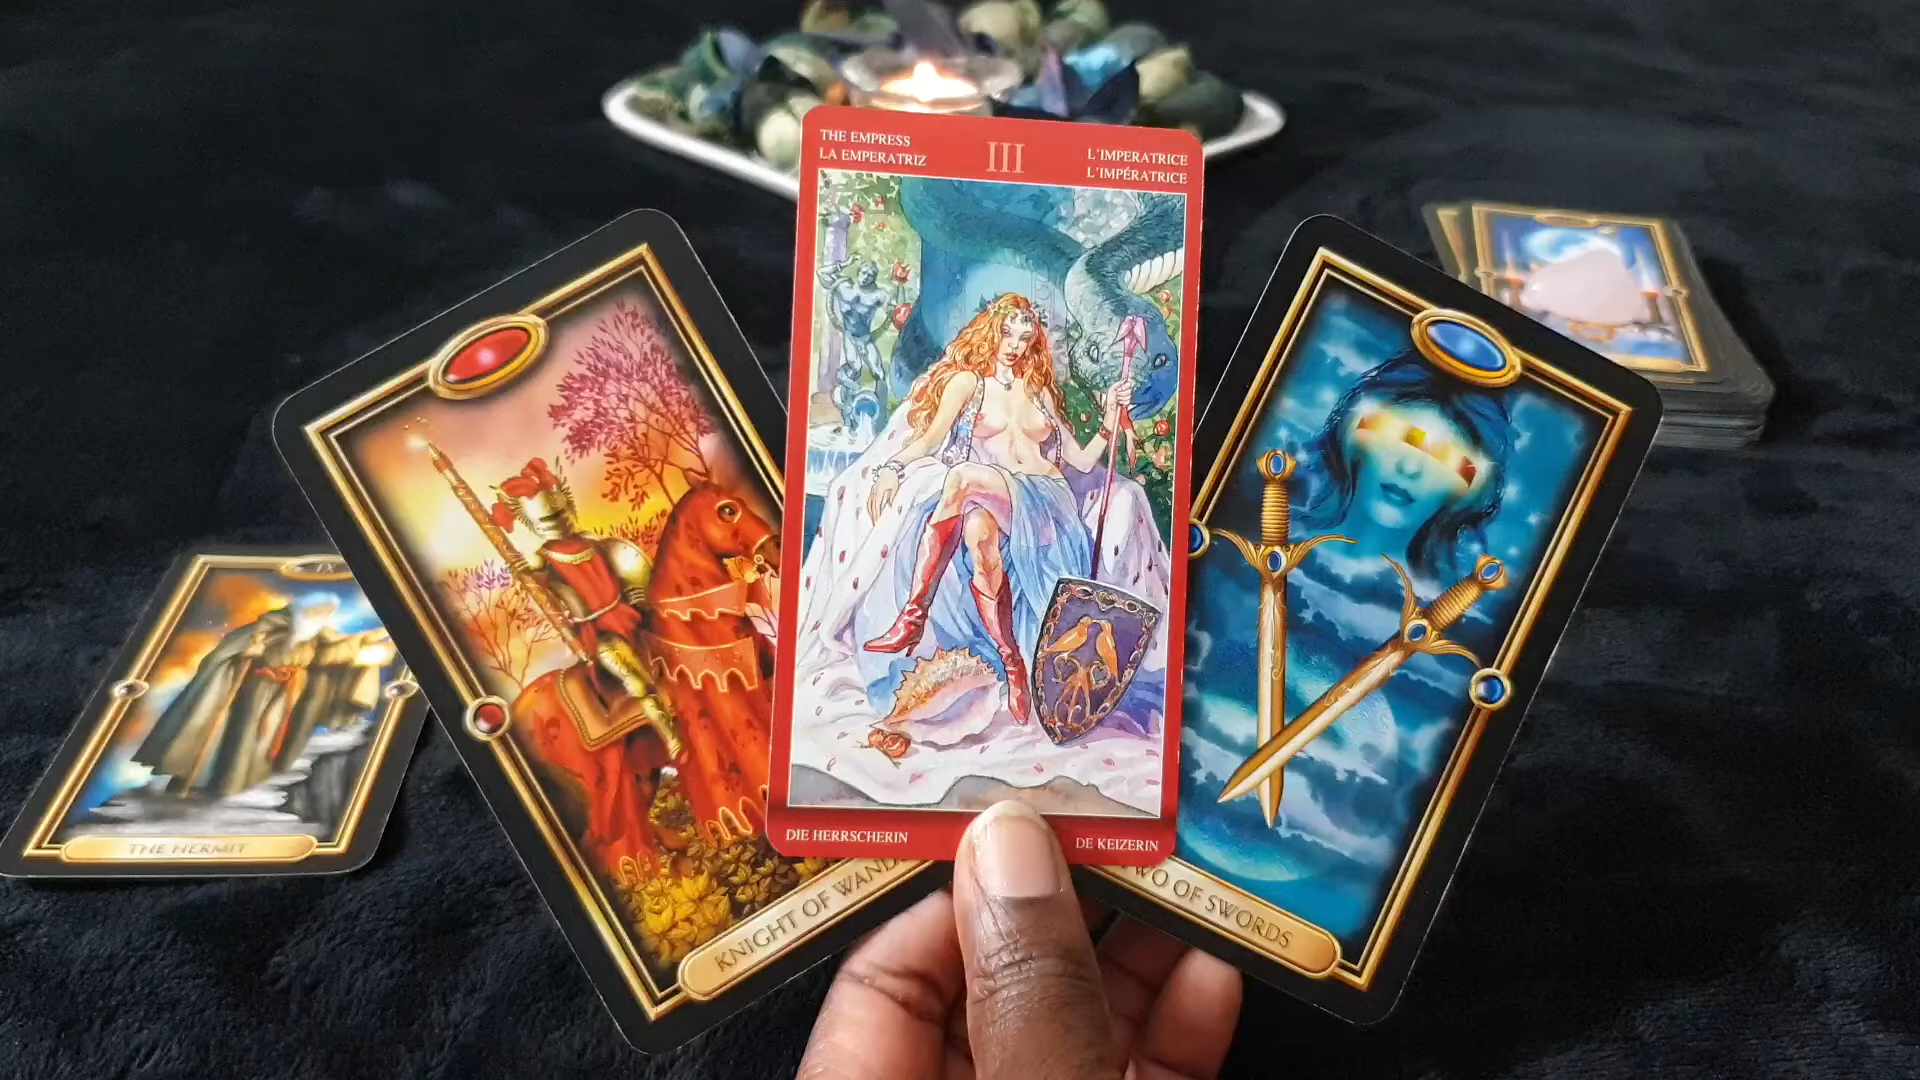 THE EMPRESS
LA EMPERATRIZ
III
L'IMPERATRICE
L'IMPÉRATRICE
DIE HERRSCHERIN
DE KEIZERIN
IX
THE HERMIT
KNIGHT OF WANDS
TWO OF SWORDS